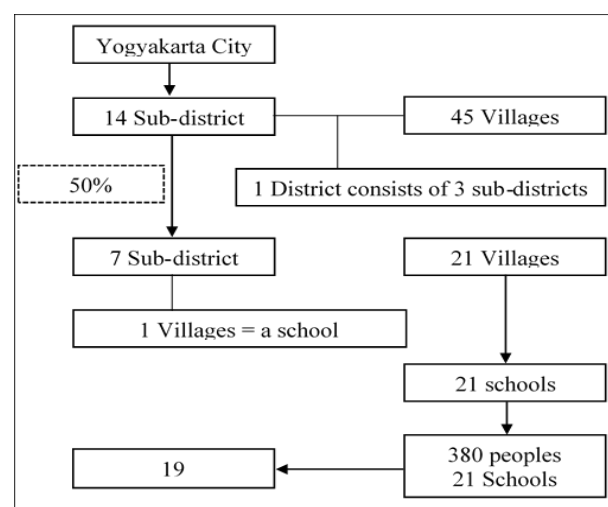 Yogyakarta City
14 Sub-district
45 Villages
50%
1 District consists of 3 sub-districts
7 Sub-district
21 Villages
1 Villages = a school
21 schools
380 peoples
21 Schools
19